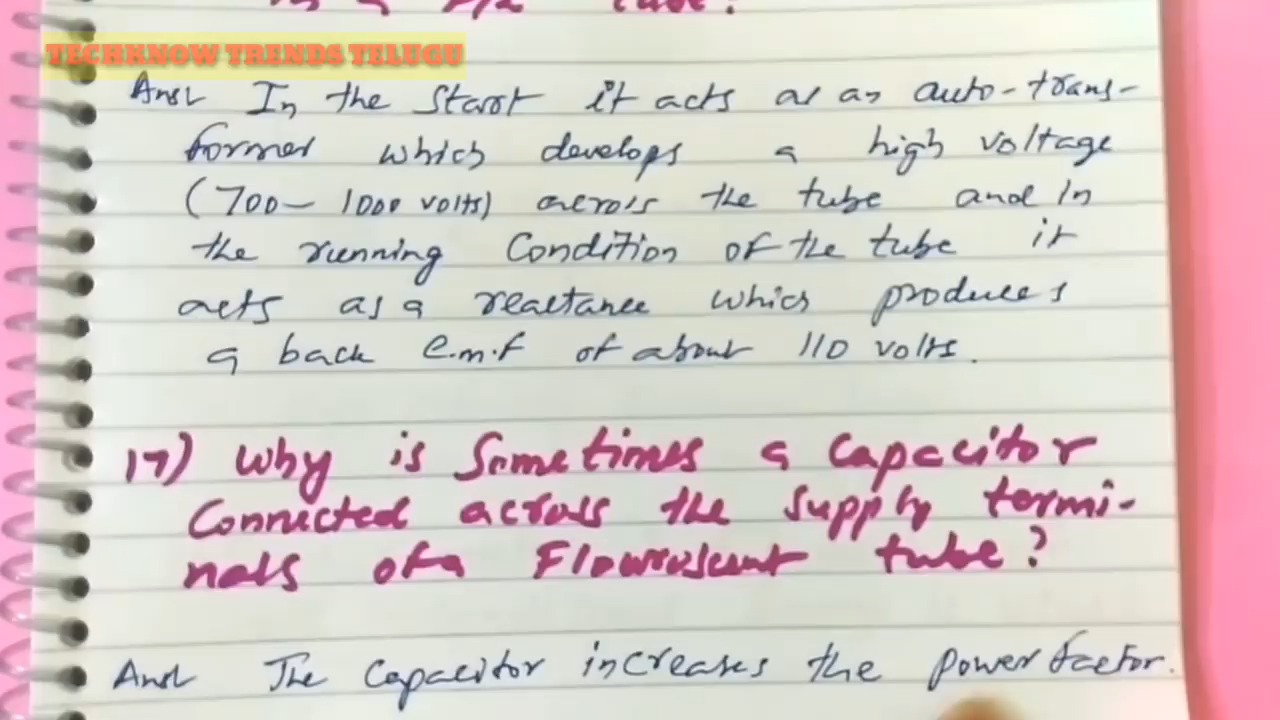 in a tube?
TECHKNOW TRENDS TELUGU
Ans: In the Start it acts as an auto-trans-
former which develops a high voltage
(700-1000 volts) across the tube and in
the running Condition of the tube it
acts as a reactance which produces
a back e.m.f of about 110 volts.
17) Why is Sometimes a Capacitor
Connected across the Supply termi-
nals of a Flourescent tube?
Ans: The Capacitor increases the power factor.